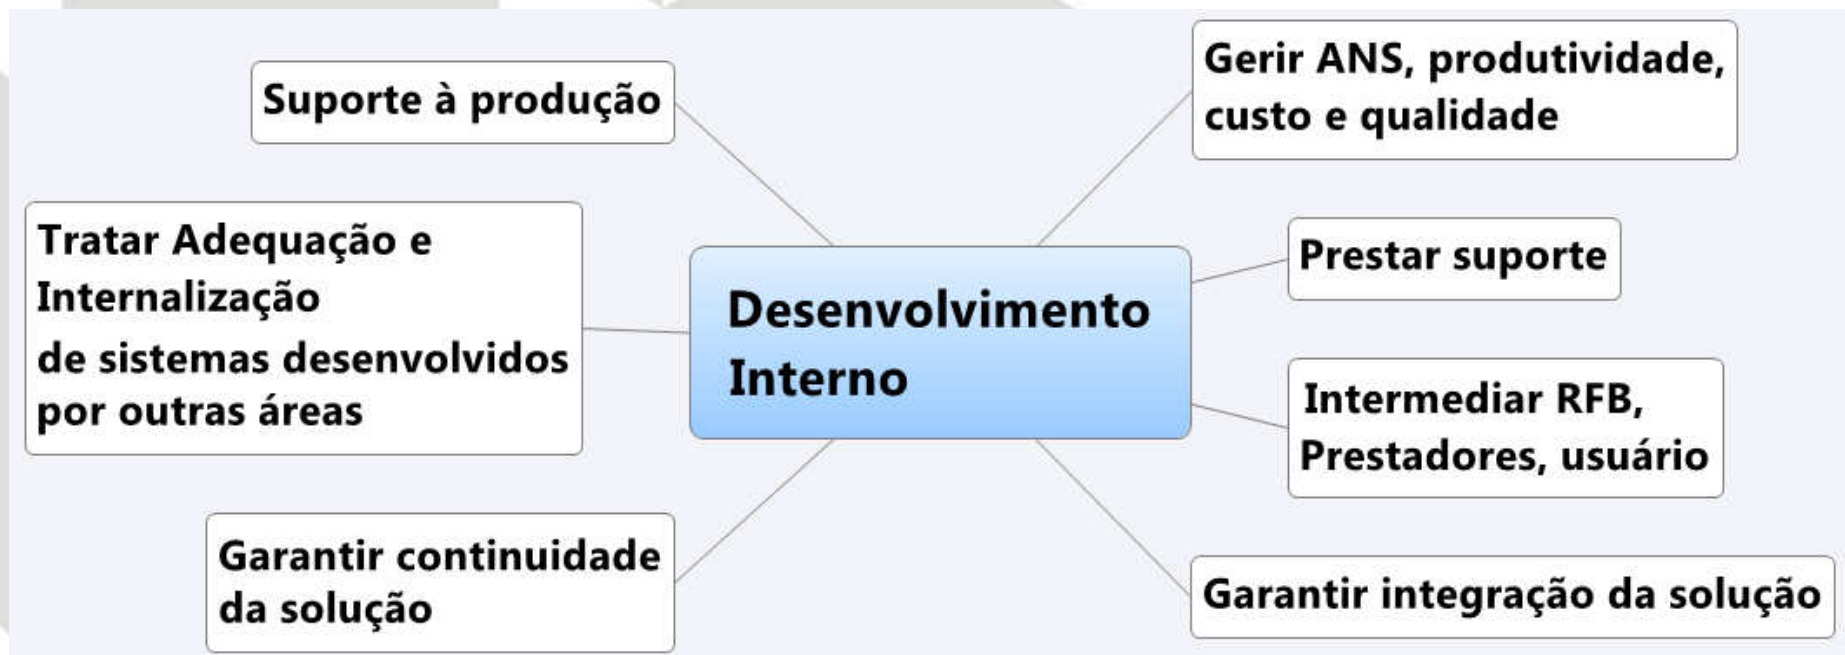 Suporte à produção
Tratar Adequação e
Internalização
de sistemas desenvolvidos
por outras áreas
Garantir continuidade
da solução
Desenvolvimento
Interno
Gerir ANS, produtividade,
custo e qualidade
Prestar suporte
Intermediar RFB,
Prestadores, usuário
Garantir integração da solução